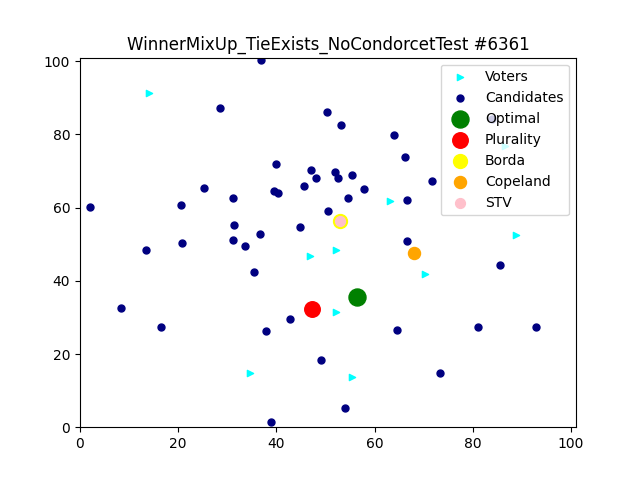 WinnerMixUp_TieExists_NoCondorcetTest #6361
100
80
60
40
20
0
0 20 40 60 80 100
Voters
Candidates
Optimal
Plurality
Borda
Copeland
STV